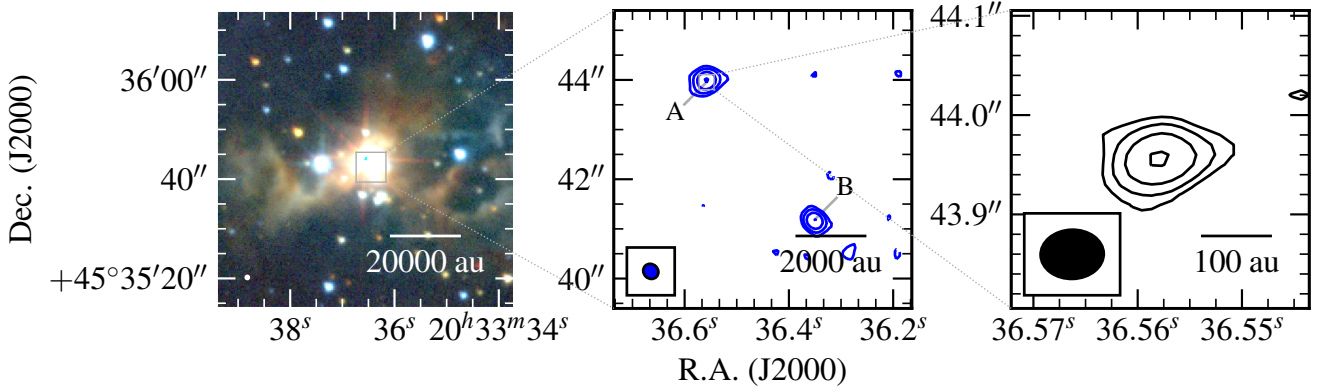 Dec. (J2000)
36′00″
40″
+45°35′20″
20000 au
38ˢ
36ˢ
20ʰ33ᵐ34ˢ
44″
42″
40″
A
B
2000 au
36.6ˢ
36.4ˢ
36.2ˢ
R.A. (J2000)
44.1″
44.0″
43.9″
100 au
36.57ˢ
36.56ˢ
36.55ˢ